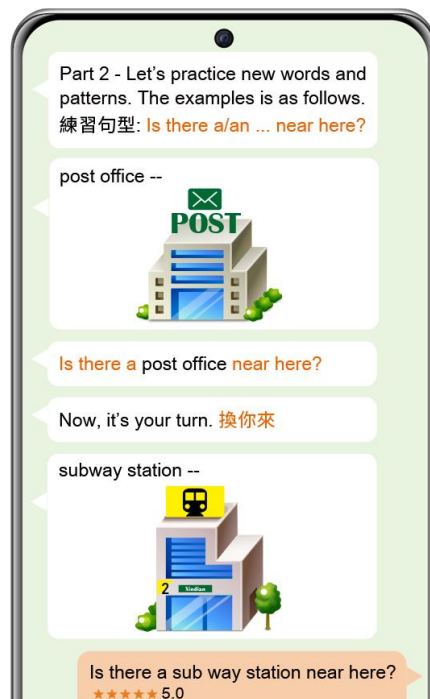 Part 2 - Let's practice new words and
patterns. The examples is as follows.
練習句型: Is there a/an ... near here?
post office --
POST
Is there a post office near here?
Now, it's your turn. 換你來
subway station --
2 Xindian
Is there a sub way station near here?
★★★★★ 5.0